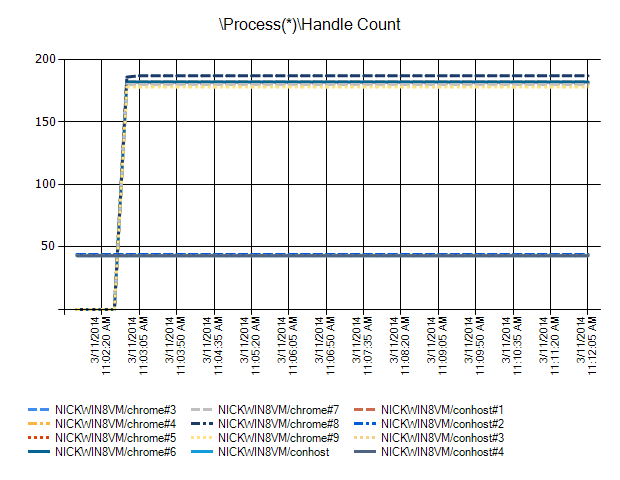 \Process(*)\Handle Count
200
150
100
50
3/11/2014 11:02:20 AM
3/11/2014 11:03:05 AM
3/11/2014 11:03:50 AM
3/11/2014 11:04:35 AM
3/11/2014 11:05:20 AM
3/11/2014 11:06:05 AM
3/11/2014 11:06:50 AM
3/11/2014 11:07:35 AM
3/11/2014 11:08:20 AM
3/11/2014 11:09:05 AM
3/11/2014 11:09:50 AM
3/11/2014 11:10:35 AM
3/11/2014 11:11:20 AM
3/11/2014 11:12:05 AM
NICKWIN8VM/chrome#3 NICKWIN8VM/chrome#7 NICKWIN8VM/conhost#1
NICKWIN8VM/chrome#4 NICKWIN8VM/chrome#8 NICKWIN8VM/conhost#2
NICKWIN8VM/chrome#5 NICKWIN8VM/chrome#9 NICKWIN8VM/conhost#3
NICKWIN8VM/chrome#6 NICKWIN8VM/conhost NICKWIN8VM/conhost#4